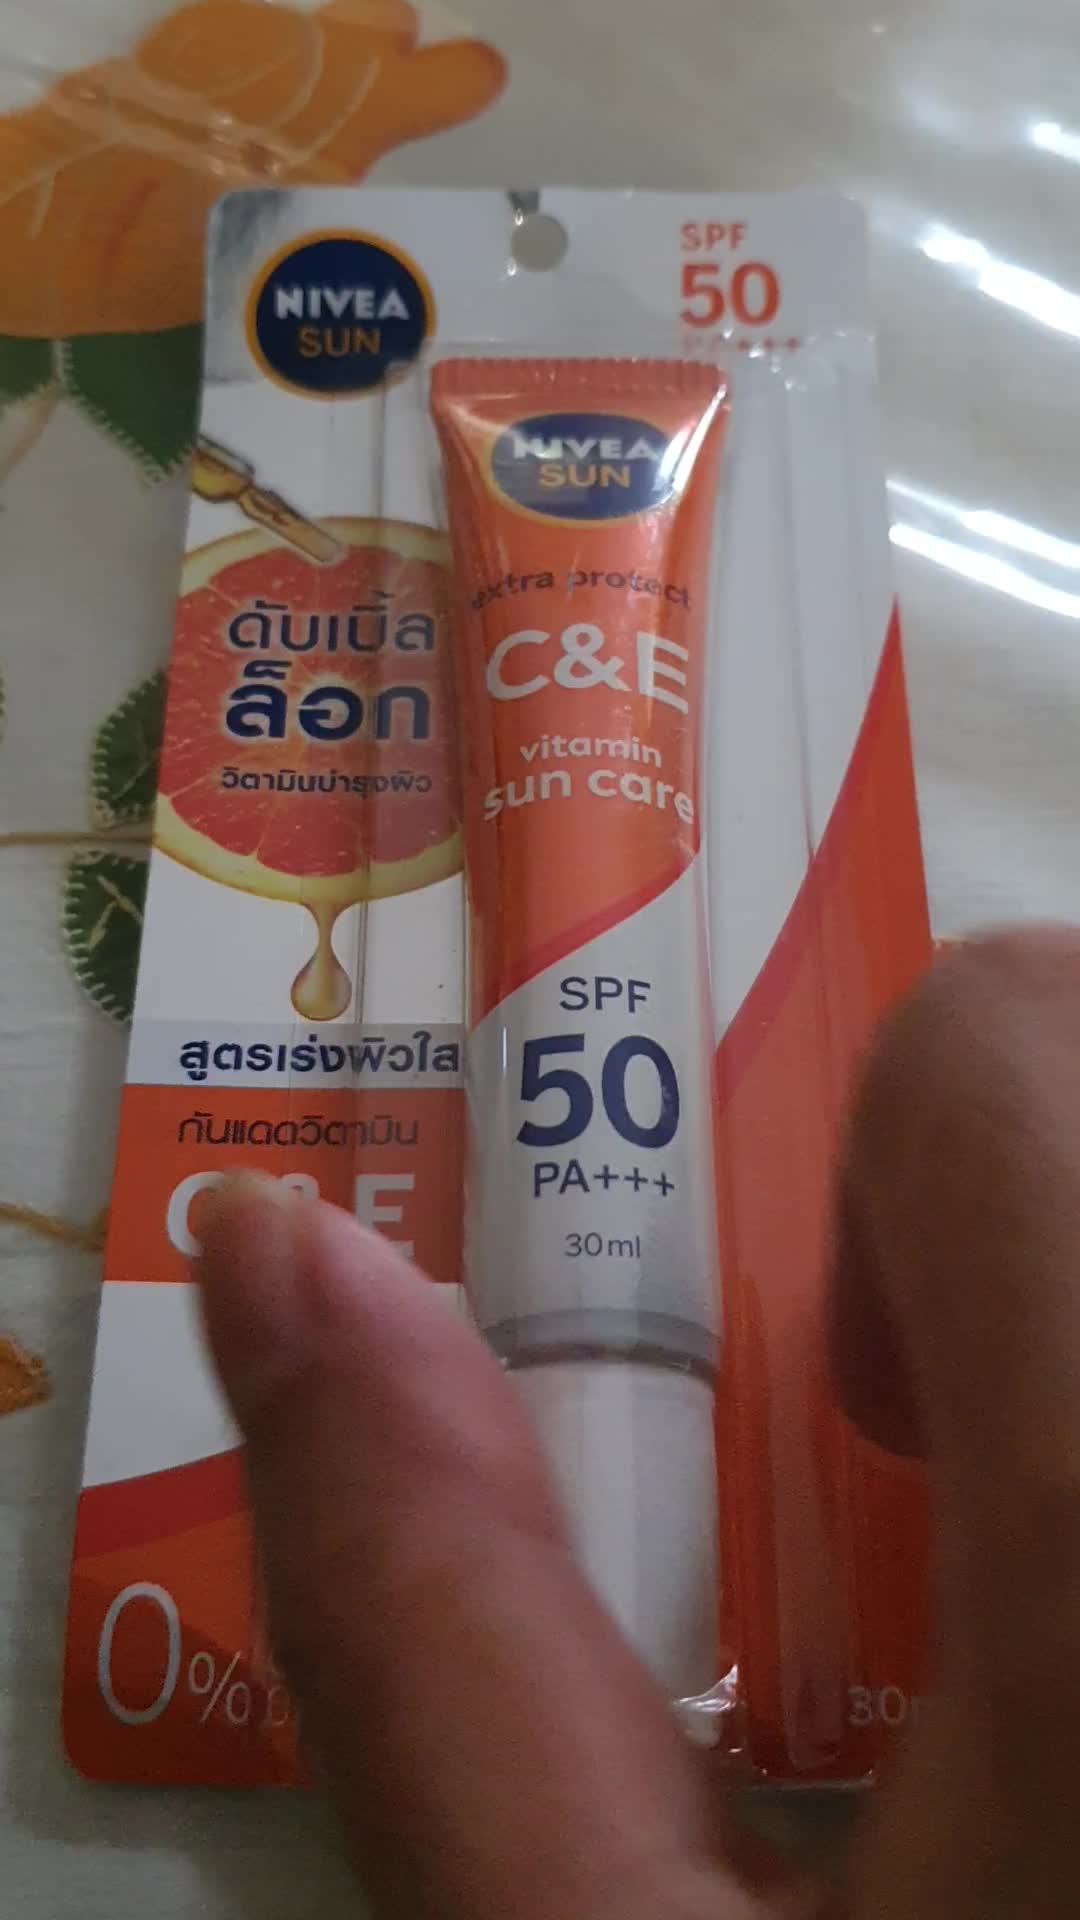 NIVEA
SUN
SPF
50
PA+++
NIVEA
SUN
extra protect
C&E
vitamin
sun care
SPF
50
PA+++
30ml
ดับเบิ้ล
ล็อก
วิตามินบำรุงผิว
สูตรเร่งผิวใส
กันแดดวิตามิน
C&E
0%